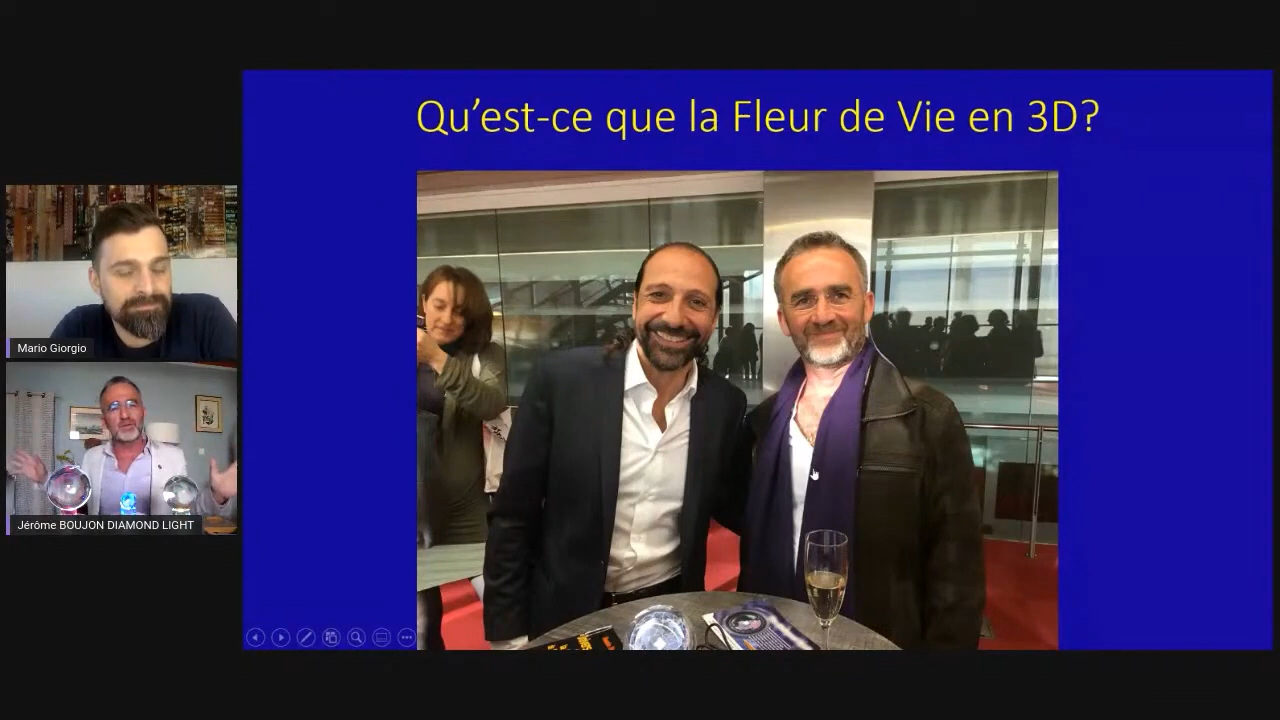 Qu’est-ce que la Fleur de Vie en 3D?
Mario Giorgio
Jérôme BOUJON DIAMOND LIGHT